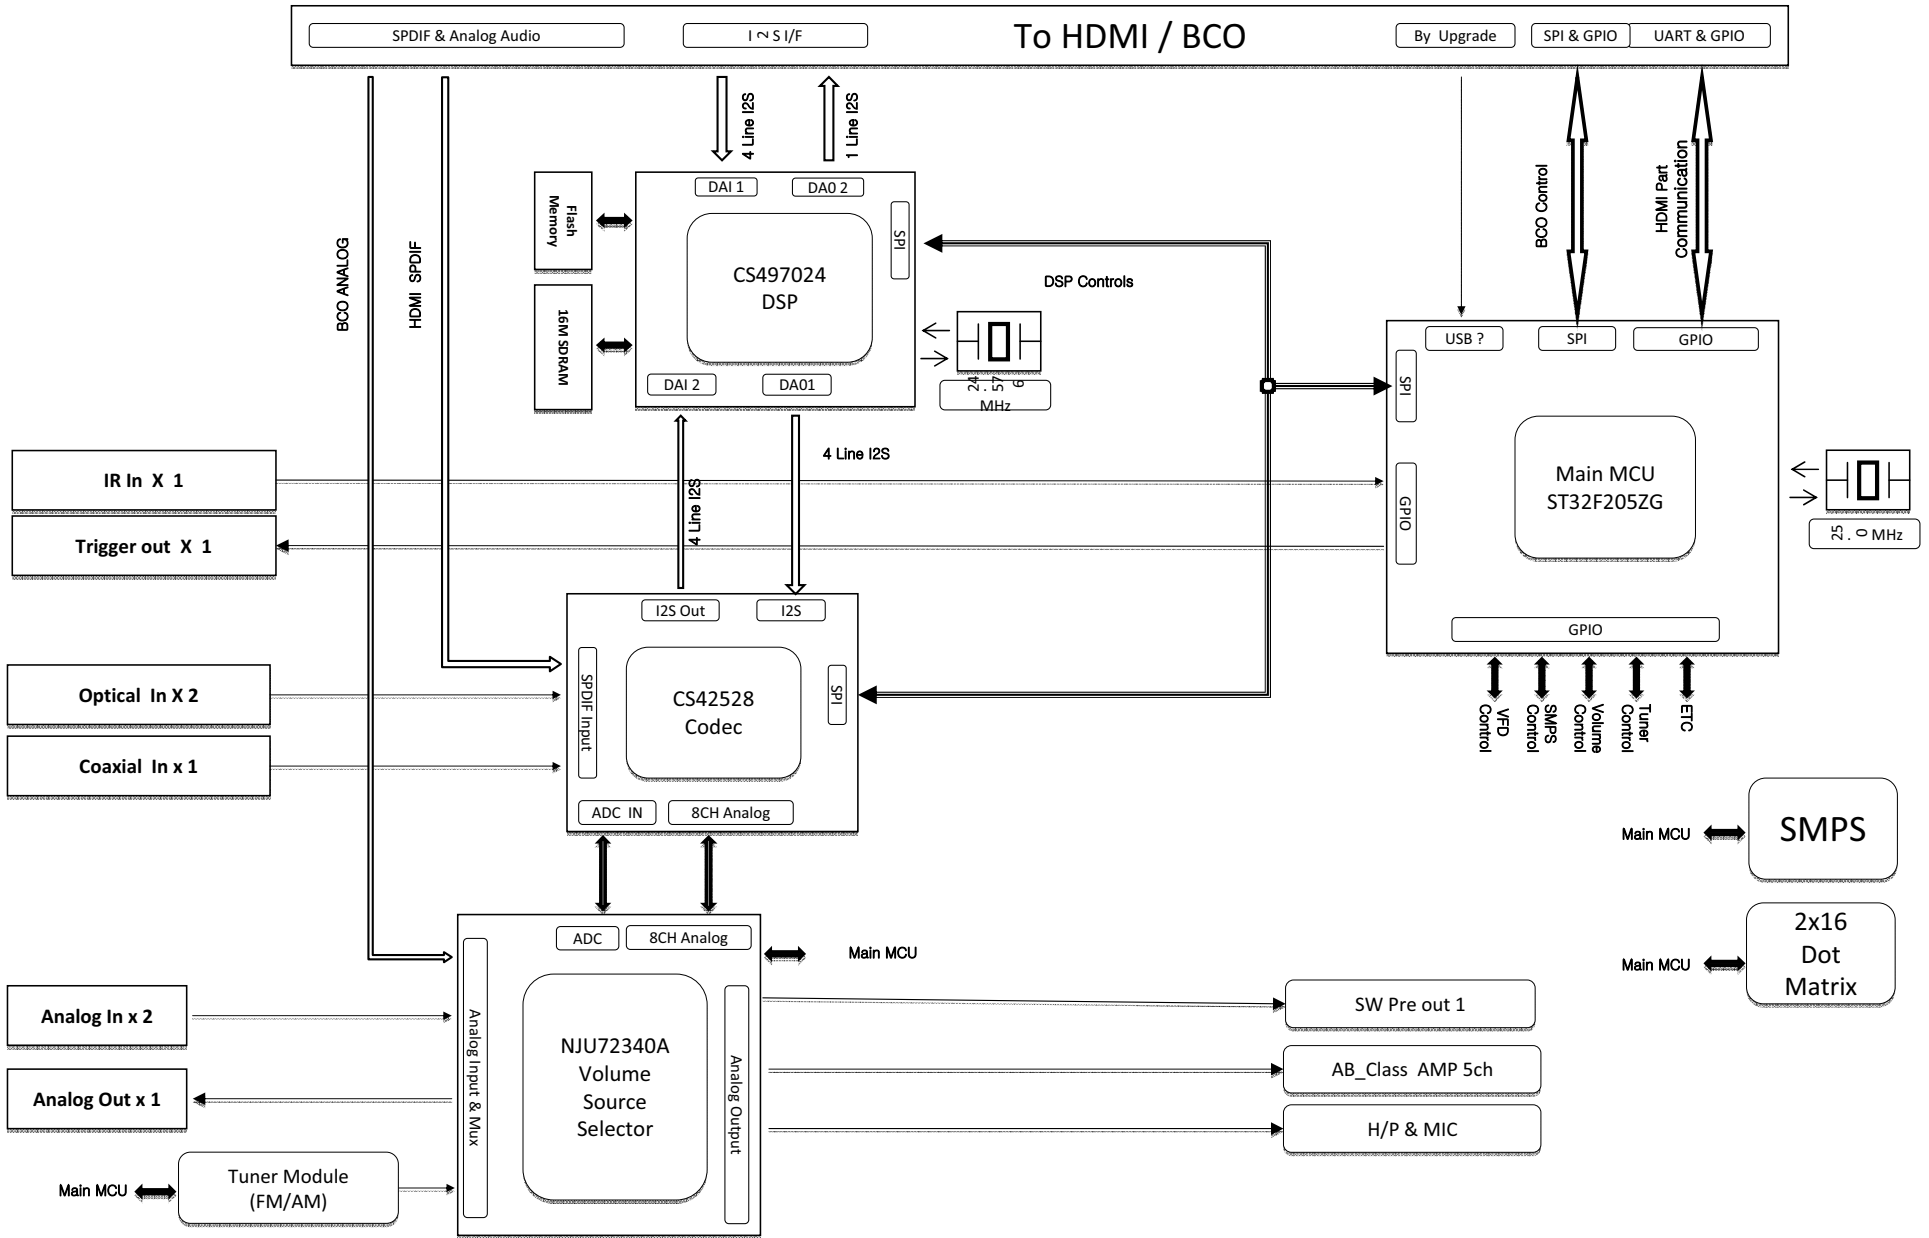 SPDIF & Analog Audio
I 2 S I/F
To HDMI / BCO
By Upgrade
SPI & GPIO
UART & GPIO
4 Line I2S
1 Line I2S
BCO ANALOG
HDMI SPDIF
BCO Control
HDMI Part
Communication
Flash
Memory
16M SDRAM
DAI 1
DA0 2
SPI
CS497024
DSP
DAI 2
DA01
24.576
MHz
DSP Controls
USB ?
SPI
GPIO
SPI
GPIO
Main MCU
ST32F205ZG
GPIO
25.0 MHz
VFD
Control
SMPS
Control
Volume
Control
Tuner
Control
ETC
IR In X 1
Trigger out X 1
4 Line I2S
4 Line I2S
Optical In X 2
Coaxial In x 1
I2S Out
I2S
SPDIF Input
CS42528
Codec
SPI
ADC IN
8CH Analog
Main MCU
SMPS
Main MCU
2x16
Dot
Matrix
ADC
8CH Analog
Main MCU
Analog Input & Mux
NJU72340A
Volume
Source
Selector
Analog Output
Analog In x 2
Analog Out x 1
Main MCU
Tuner Module
(FM/AM)
SW Pre out 1
AB_Class AMP 5ch
H/P & MIC